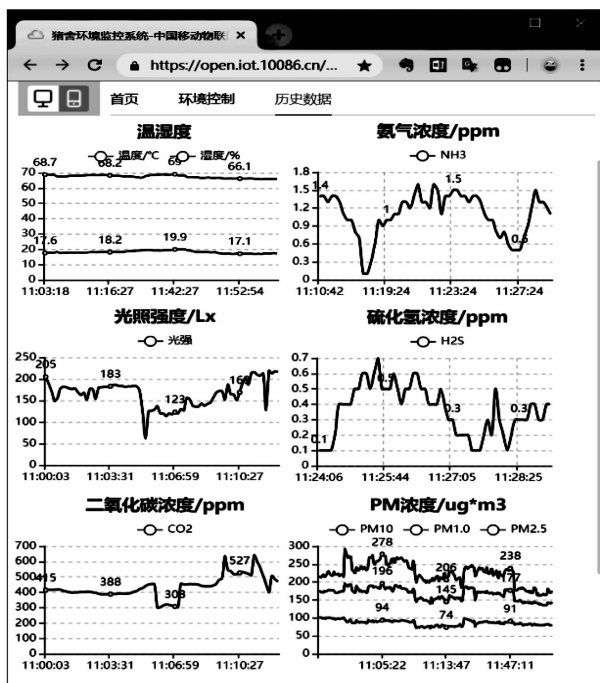 猪舍环境监控系统-中国移动物联
https://open.iot.10086.cn/...
首页 环境控制 历史数据
温湿度
温度/℃ 湿度/%
68.7 68.2 69 66.1
70
60
50
40
30
20
10
0
17.6 18.2 19.9 17.1
11:03:18 11:16:27 11:42:27 11:52:54
氨气浓度/ppm
NH3
1.8
1.5
1.2
0.9
0.6
0.3
0
1.4 1 1.5 0.5
11:10:42 11:19:24 11:23:24 11:27:24
光照强度/Lx
光强
250
200
150
100
50
0
205 183 123
11:00:03 11:03:31 11:06:59 11:10:27
硫化氢浓度/ppm
H2S
0.7
0.6
0.5
0.4
0.3
0.2
0.1
0
0.1 0.5 0.3 0.3
11:24:06 11:25:44 11:27:05 11:28:25
二氧化碳浓度/ppm
CO2
700
600
500
400
300
200
100
0
415 388 308 527
11:00:03 11:03:31 11:06:59 11:10:27
PM浓度/ug*m3
PM10 PM1.0 PM2.5
300
250
200
150
100
50
0
278 206 238
196 145 177
94 74 91
11:05:22 11:13:47 11:47:11